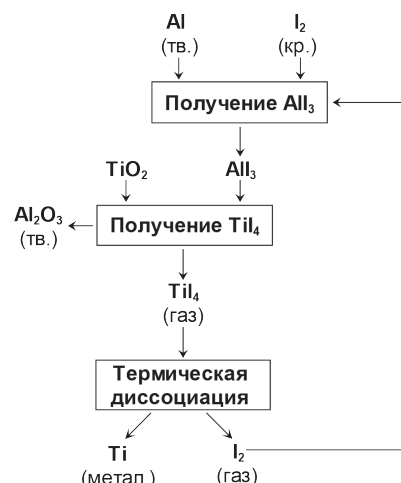 Al I₂
(тв.) (кр.)
Получение AlI₃
TiO₂ AlI₃
Al₂O₃ Получение TiI₄
(тв.)
TiI₄
(газ)
Термическая
диссоциация
Ti I₂
(метал.) (газ)